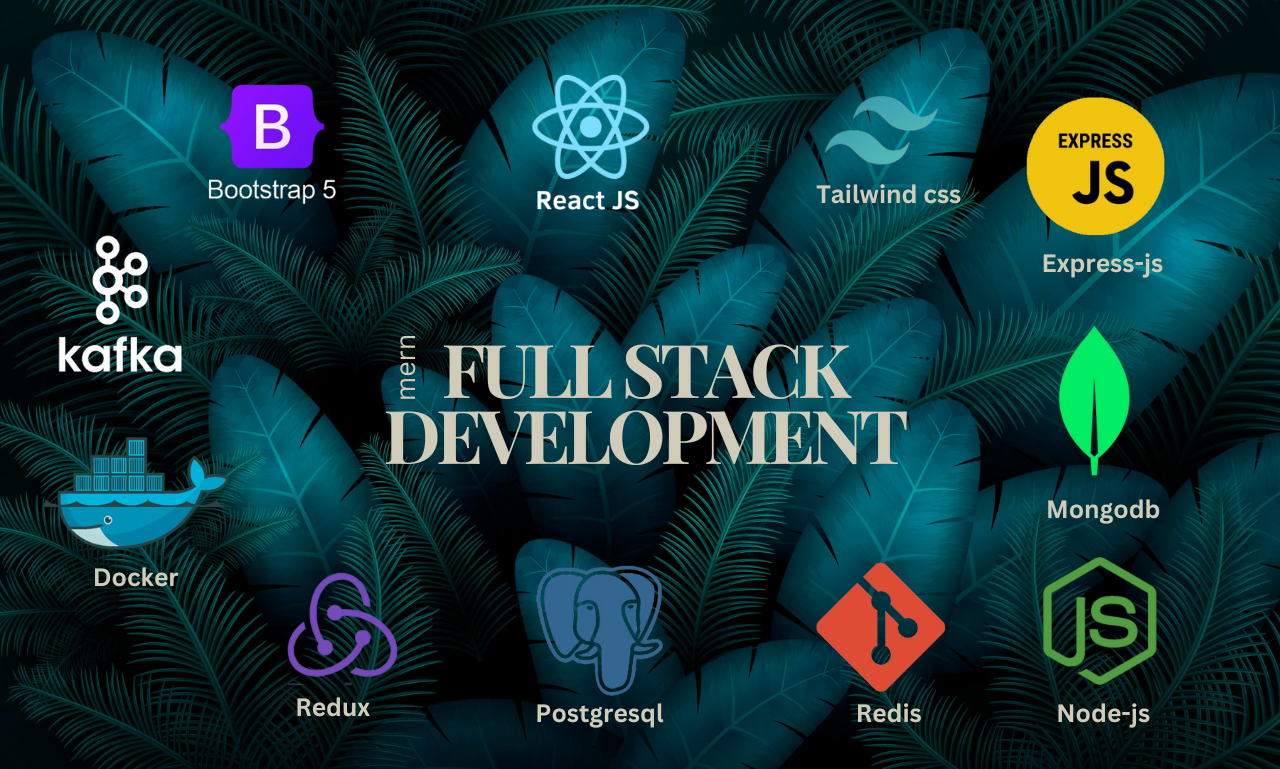 B
Bootstrap 5
React JS
Tailwind css
EXPRESS
JS
Express-js
kafka
mern
FULL STACK
DEVELOPMENT
Mongodb
Docker
Redux
Postgresql
Redis
JS
Node-js